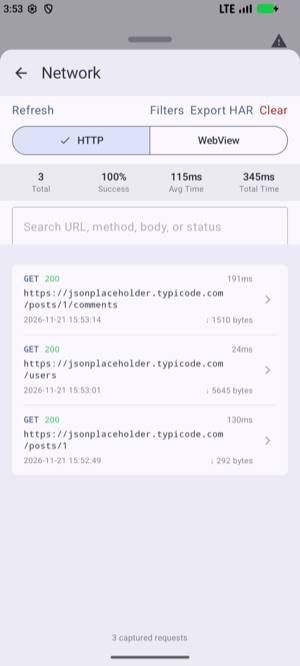 3:53
LTE
Network
Refresh
Filters Export HAR Clear
HTTP
WebView
3 100% 115ms 345ms
Total Success Avg Time Total Time
Search URL, method, body, or status
GET 200 191ms
https://jsonplaceholder.typicode.com
/posts/1/comments
2026-11-21 15:53:14 ↓ 1510 bytes
GET 200 24ms
https://jsonplaceholder.typicode.com
/users
2026-11-21 15:53:01 ↓ 5645 bytes
GET 200 130ms
https://jsonplaceholder.typicode.com
/posts/1
2026-11-21 15:52:49 ↓ 292 bytes
3 captured requests